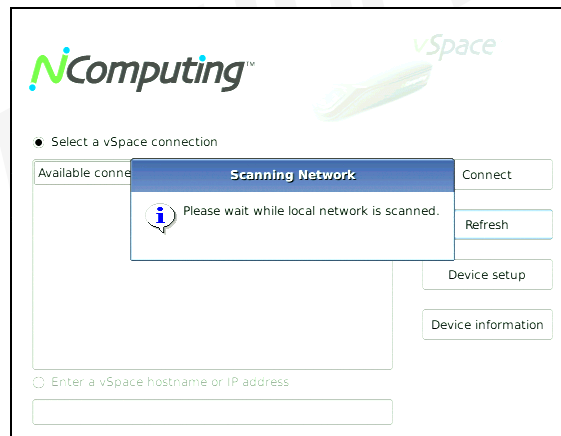 vSpace
NComputing™
Select a vSpace connection
Available conne
Scanning Network
Please wait while local network is scanned.
Connect
Refresh
Device setup
Device information
Enter a vSpace hostname or IP address